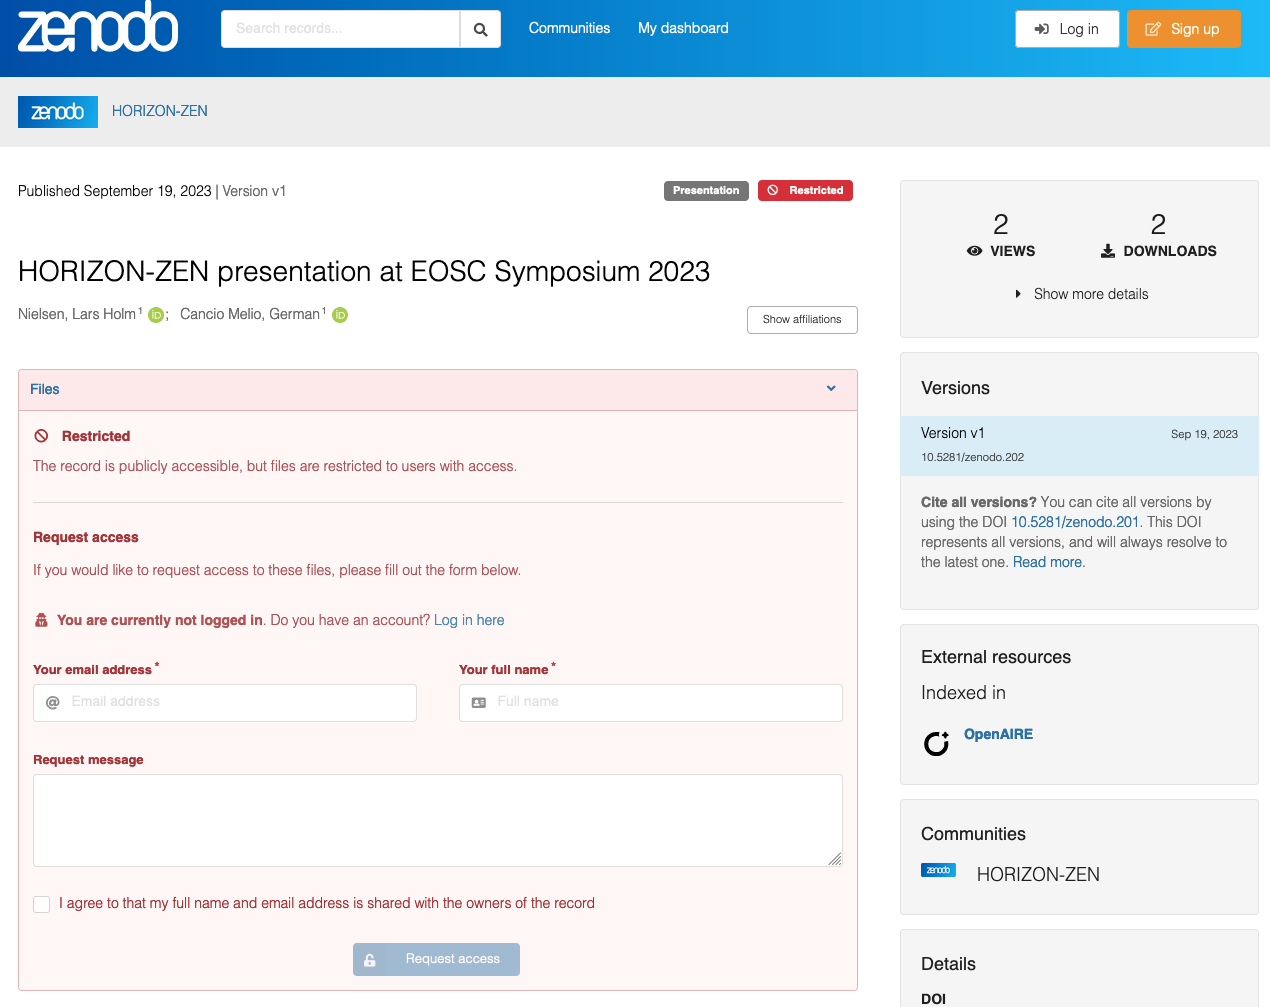 zenodo
Search records...
Communities
My dashboard
Log in
Sign up
zenodo
HORIZON-ZEN
Published September 19, 2023 | Version v1
Presentation
Restricted
HORIZON-ZEN presentation at EOSC Symposium 2023
Nielsen, Lars Holm 1 iD; Cancio Melio, German 1 iD
Show affiliations
Files
Restricted
The record is publicly accessible, but files are restricted to users with access.
Request access
If you would like to request access to these files, please fill out the form below.
You are currently not logged in. Do you have an account? Log in here
Your email address *
Your full name *
@ Email address
Full name
Request message
I agree to that my full name and email address is shared with the owners of the record
Request access
2
VIEWS
2
DOWNLOADS
Show more details
Versions
Version v1
Sep 19, 2023
10.5281/zenodo.202
Cite all versions? You can cite all versions by
using the DOI 10.5281/zenodo.201. This DOI
represents all versions, and will always resolve to
the latest one. Read more.
External resources
Indexed in
OpenAIRE
Communities
zenodo
HORIZON-ZEN
Details
DOI